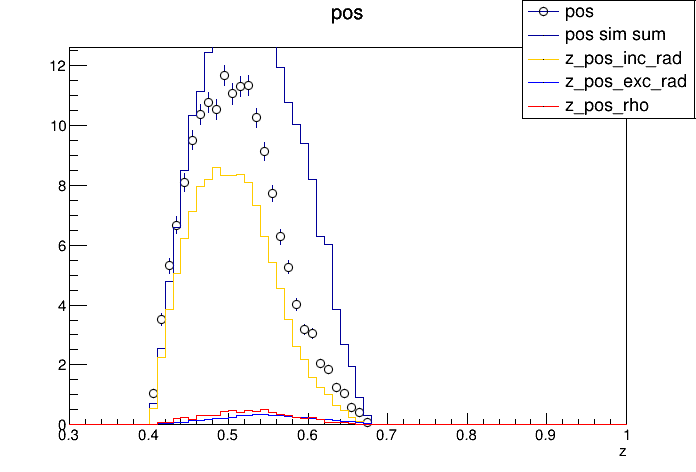 pos
pos
pos sim sum
z_pos_inc_rad
z_pos_exc_rad
z_pos_rho
12
10
8
6
4
2
0
0.3 0.4 0.5 0.6 0.7 0.8 0.9 1
z